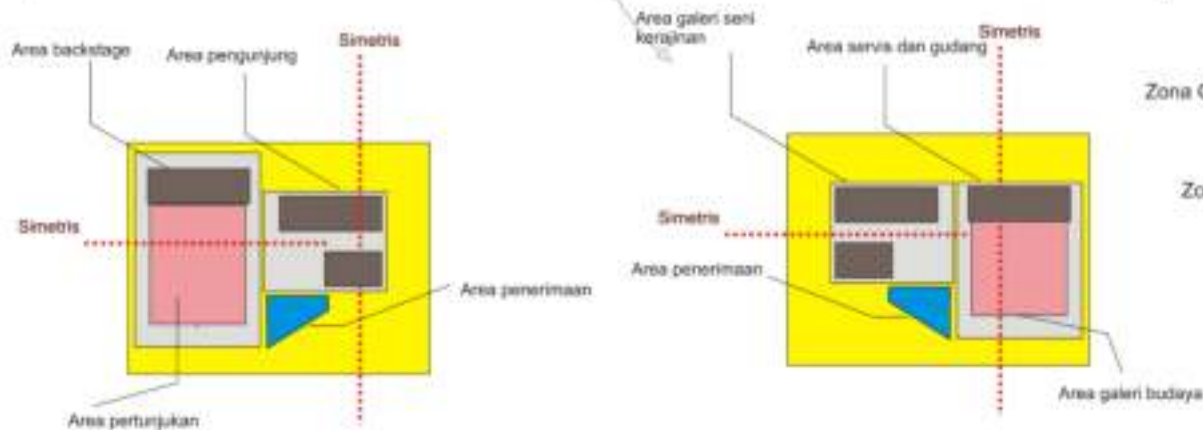 Area backstage
Area pengunjung
Simetris
Simetris
Area penerimaan
Area pertunjukan
Area galeri seni
kerajinan
Area servis dan gudang
Simetris
Simetris
Area penerimaan
Area galeri budaya
Zona